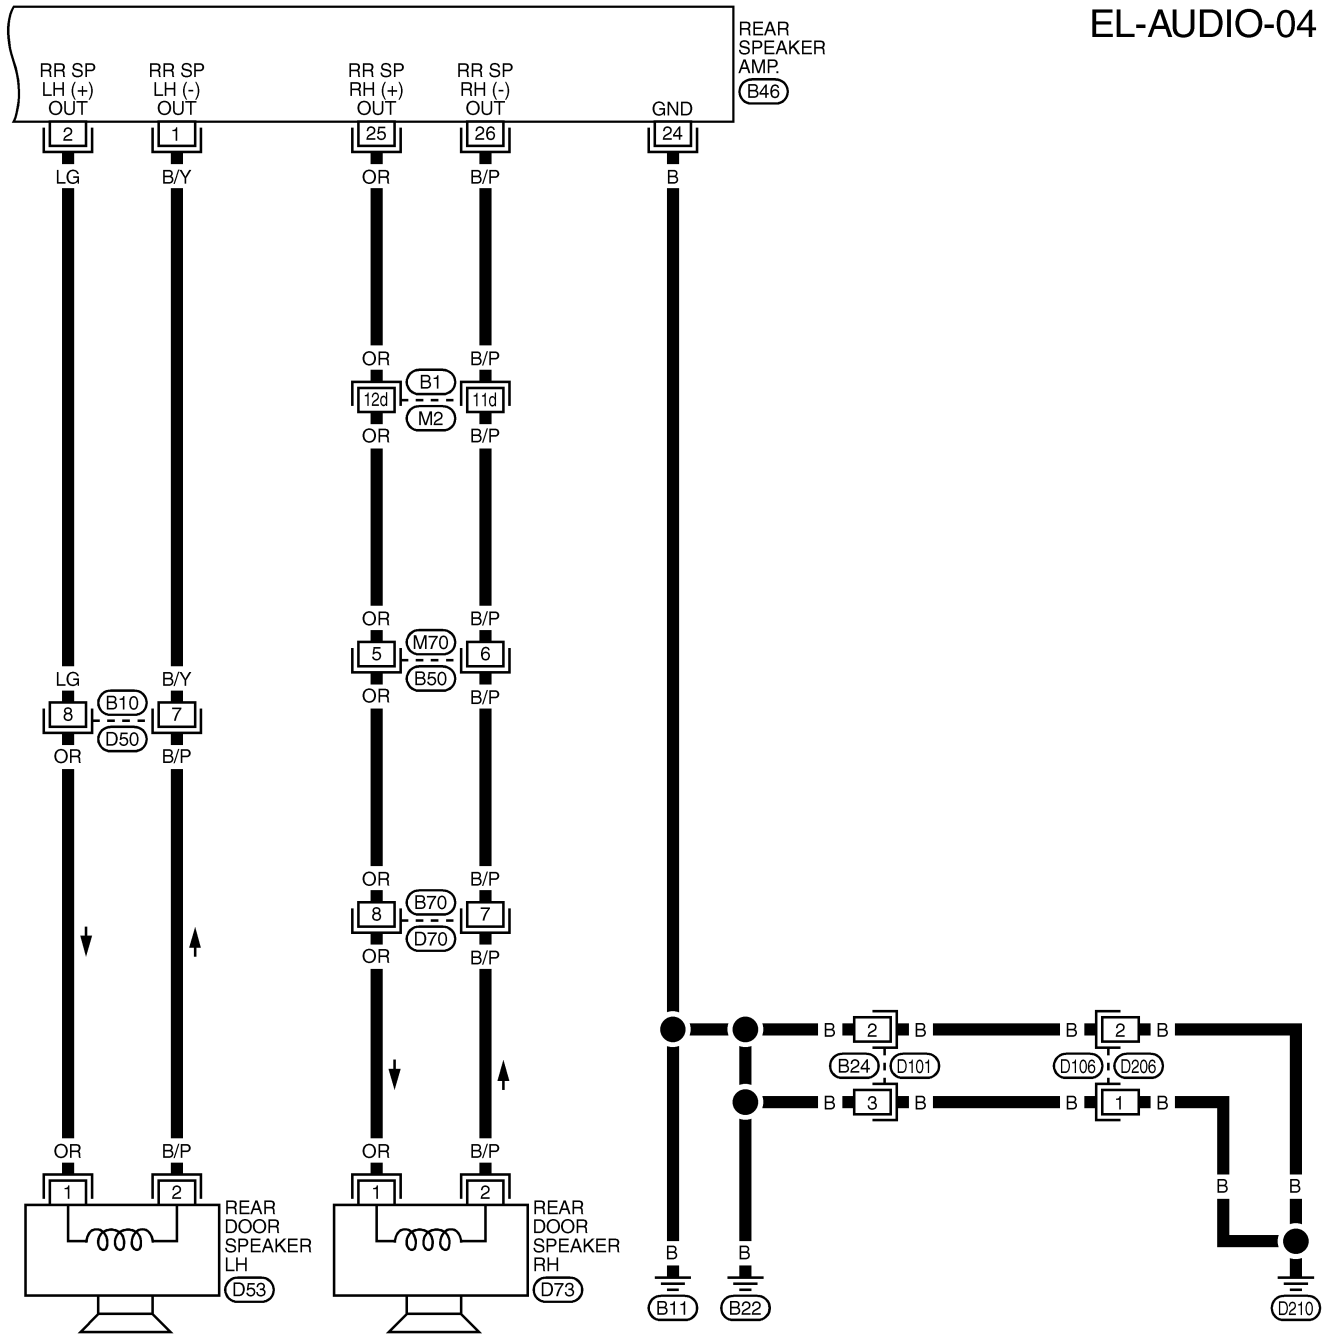 EL-AUDIO-04
REAR
SPEAKER
AMP.
B46
RR SP
LH (+)
OUT
RR SP
LH (-)
OUT
RR SP
RH (+)
OUT
RR SP
RH (-)
OUT
GND
2 1 25 26 24
LG B/Y OR B/P B
OR B/P
B1
12d 11d
M2
OR B/P
OR B/P
M70
5 6
B50
OR B/P
LG B/Y
B10
8 7
D50
OR B/P
OR B/P
B70
8 7
D70
OR B/P
B 2 B B 2 B
B24 D101 D106 D206
B 3 B B 1 B
OR B/P OR B/P
B B
1 2 1 2
REAR
DOOR
SPEAKER
LH
D53
REAR
DOOR
SPEAKER
RH
D73
B B
B11 B22 D210